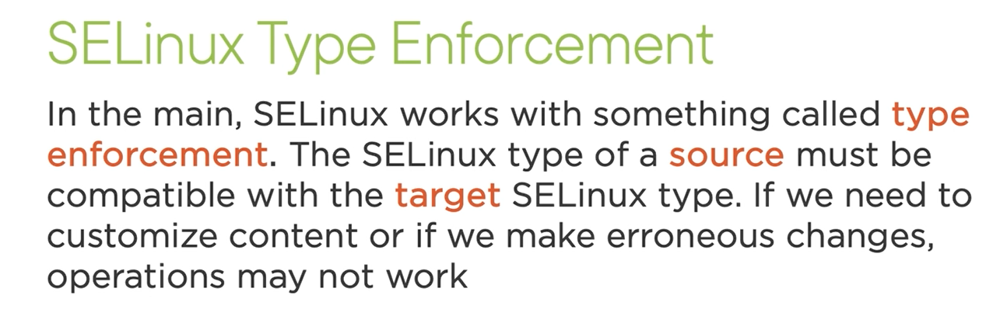 SELinux Type Enforcement
In the main, SELinux works with something called type
enforcement. The SELinux type of a source must be
compatible with the target SELinux type. If we need to
customize content or if we make erroneous changes,
operations may not work